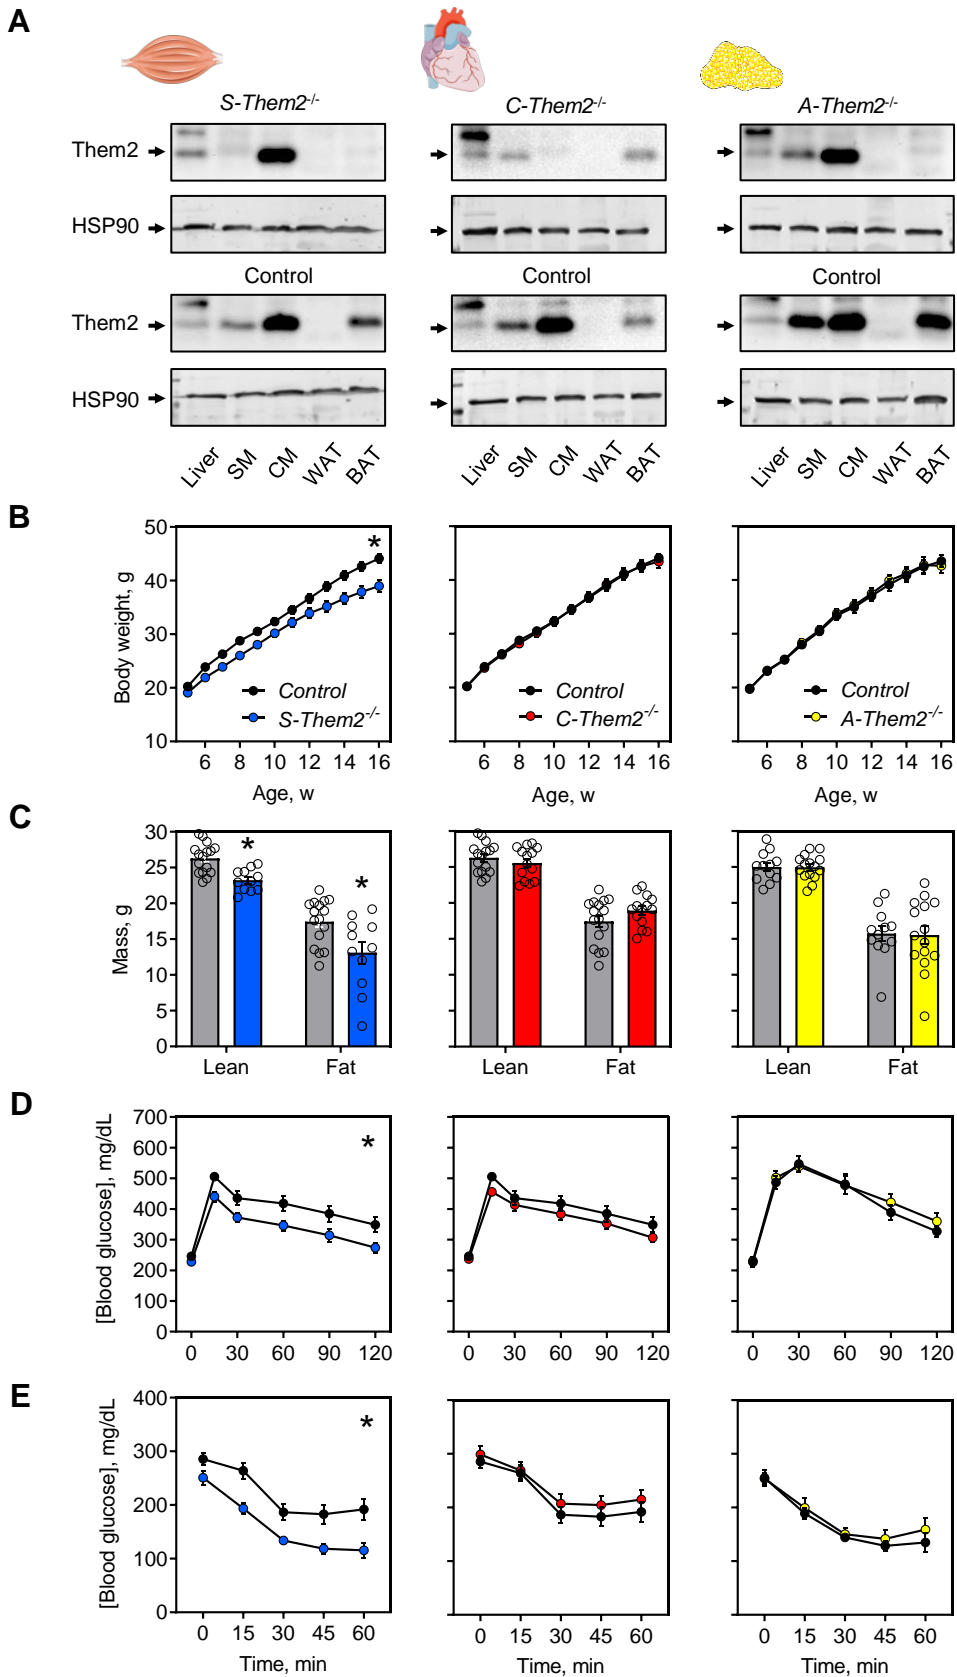 A
S-Them2-/-
C-Them2-/-
A-Them2-/-
Them2
HSP90
Control
Control
Control
Them2
HSP90
Liver SM CM WAT BAT
Liver SM CM WAT BAT
Liver SM CM WAT BAT
B
Body weight, g
50
40
30
20
10
*
Control
S-Them2-/-
Control
C-Them2-/-
Control
A-Them2-/-
6 8 10 12 14 16
6 8 10 12 14 16
6 8 10 12 14 16
Age, w
Age, w
Age, w
C
Mass, g
30
25
20
15
10
5
0
*
*
Lean Fat
Lean Fat
Lean Fat
D
[Blood glucose], mg/dL
700
600
500
400
300
200
100
0
*
0 30 60 90 120
0 30 60 90 120
0 30 60 90 120
E
[Blood glucose], mg/dL
400
300
200
100
0
*
0 15 30 45 60
0 15 30 45 60
0 15 30 45 60
Time, min
Time, min
Time, min